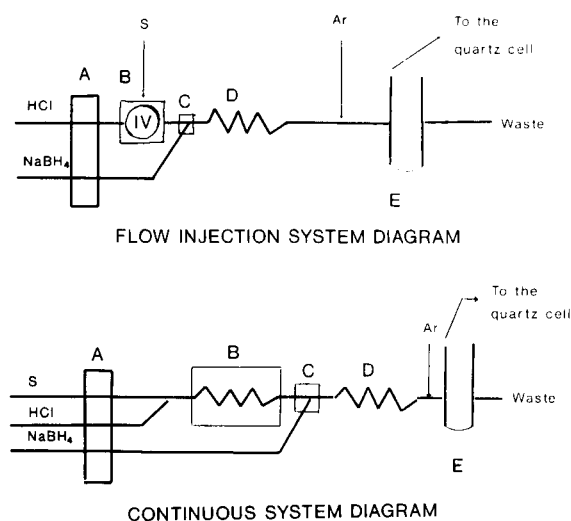 To the
quartz cell
S
Ar
A
B
C
D
HCl
IV
Waste
NaBH4
E
FLOW INJECTION SYSTEM DIAGRAM
To the
quartz cell
Ar
A
B
C
D
S
Waste
HCl
NaBH4
E
CONTINUOUS SYSTEM DIAGRAM